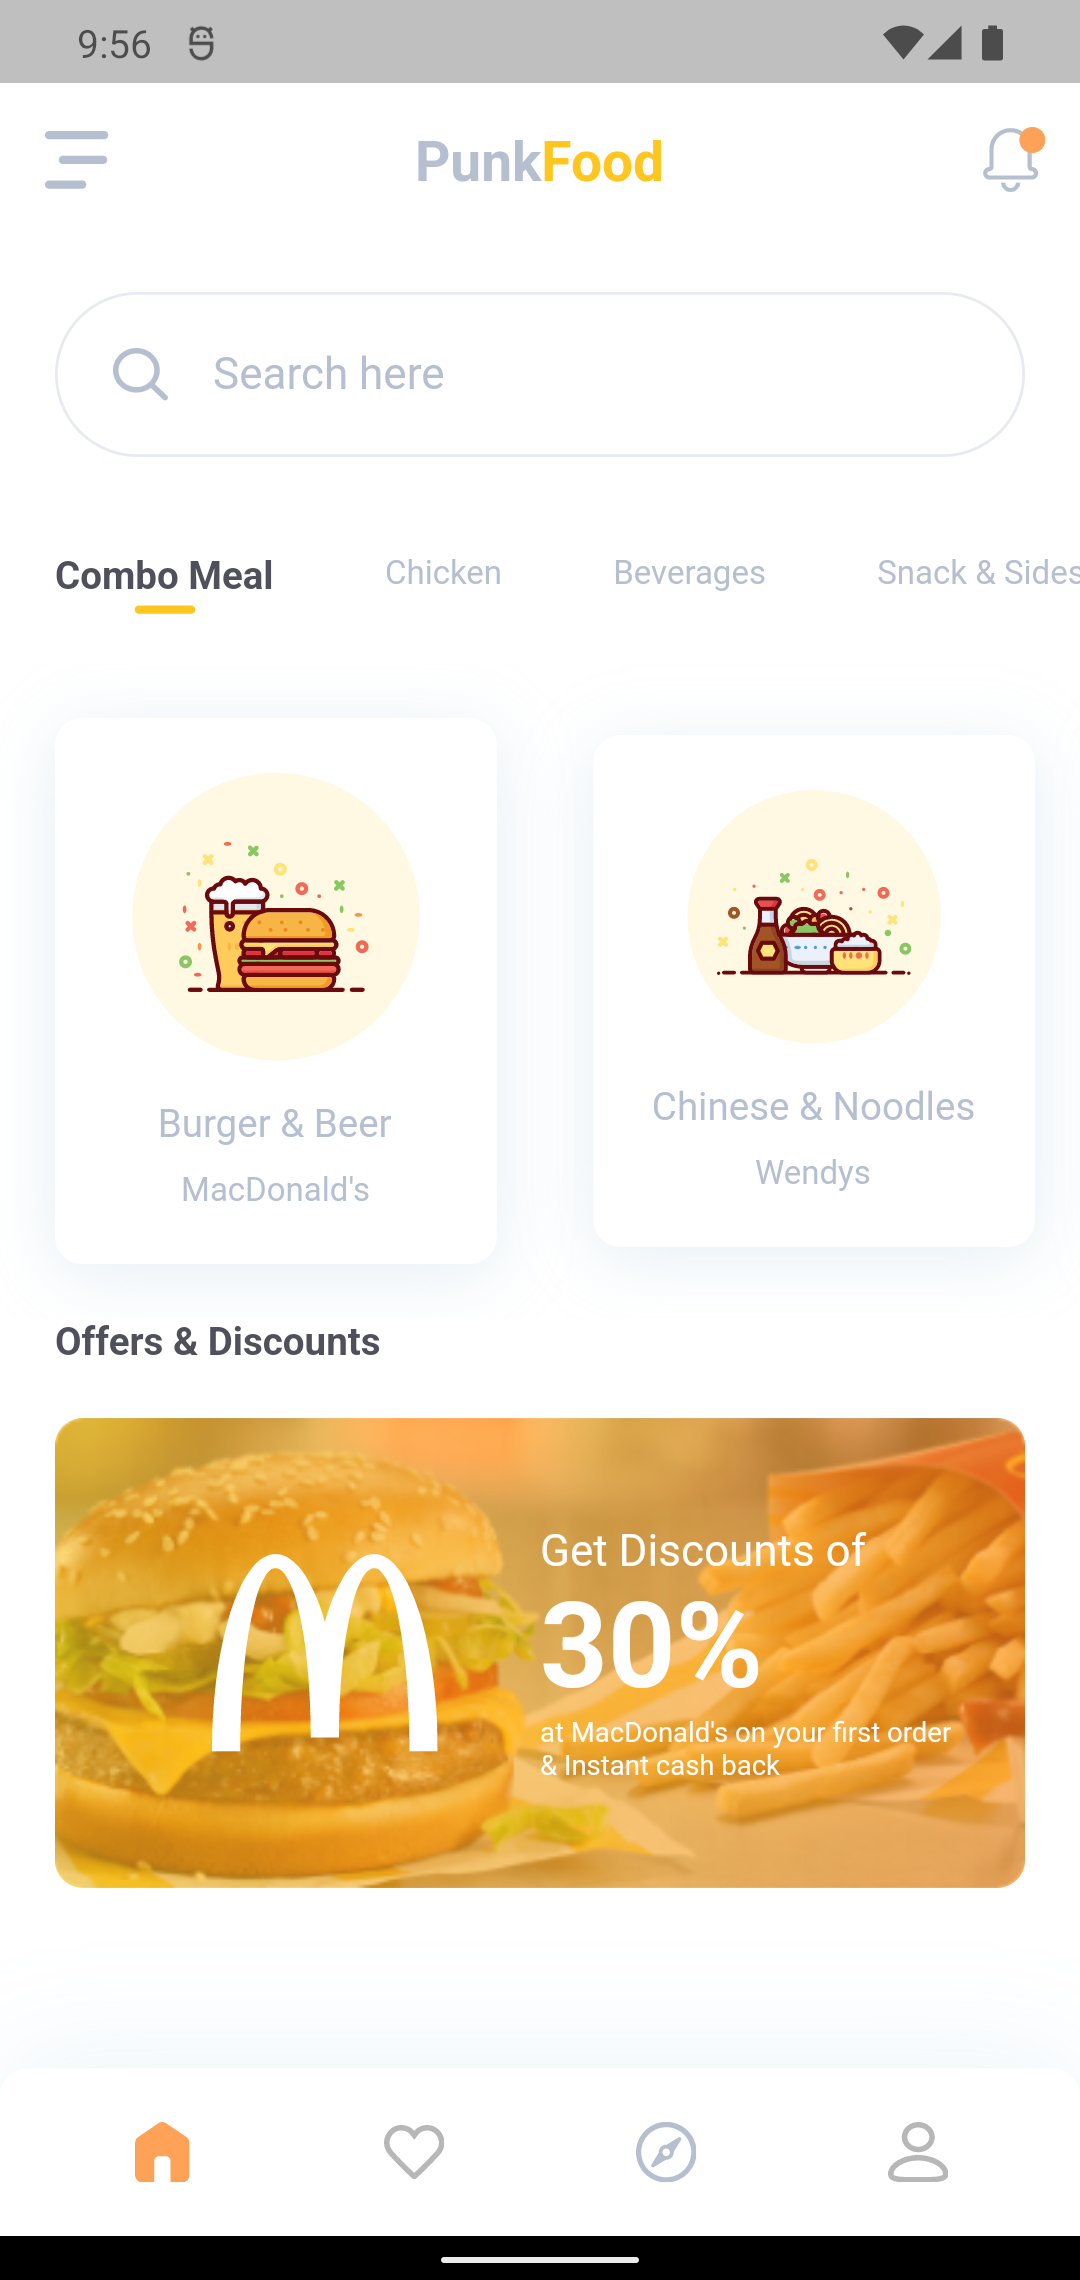 9:56
PunkFood
Search here
Combo Meal Chicken Beverages Snack & Sides
Burger & Beer
MacDonald's
Chinese & Noodles
Wendys
Offers & Discounts
Get Discounts of
30%
at MacDonald's on your first order
& Instant cash back